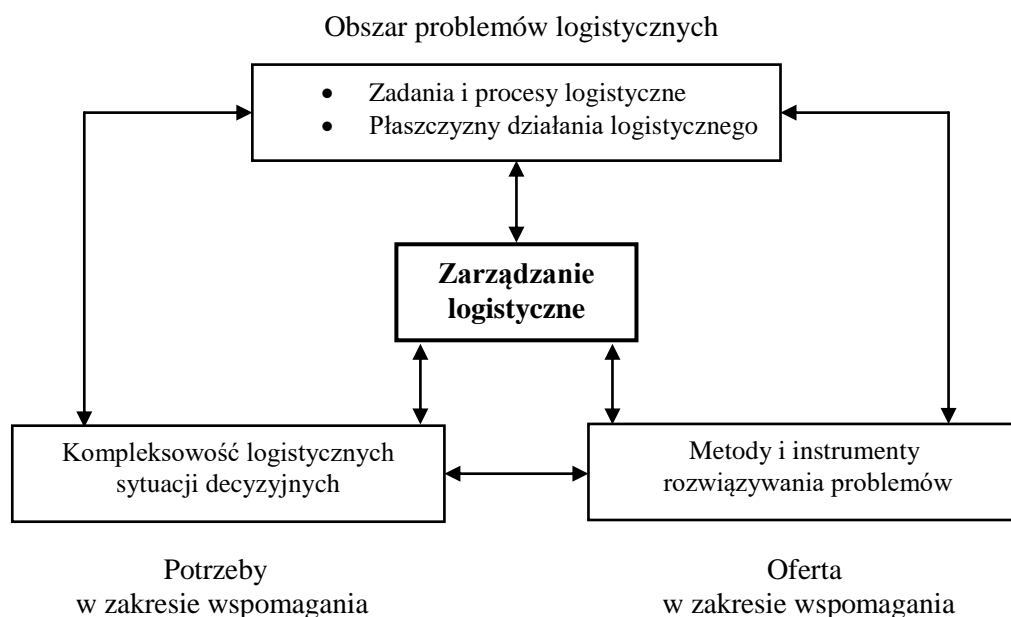 Obszar problemów logistycznych
• Zadania i procesy logistyczne
• Płaszczyzny działania logistycznego
Zarządzanie
logistyczne
Kompleksowość logistycznych
sytuacji decyzyjnych
Metody i instrumenty
rozwiązywania problemów
Potrzeby
w zakresie wspomagania
Oferta
w zakresie wspomagania